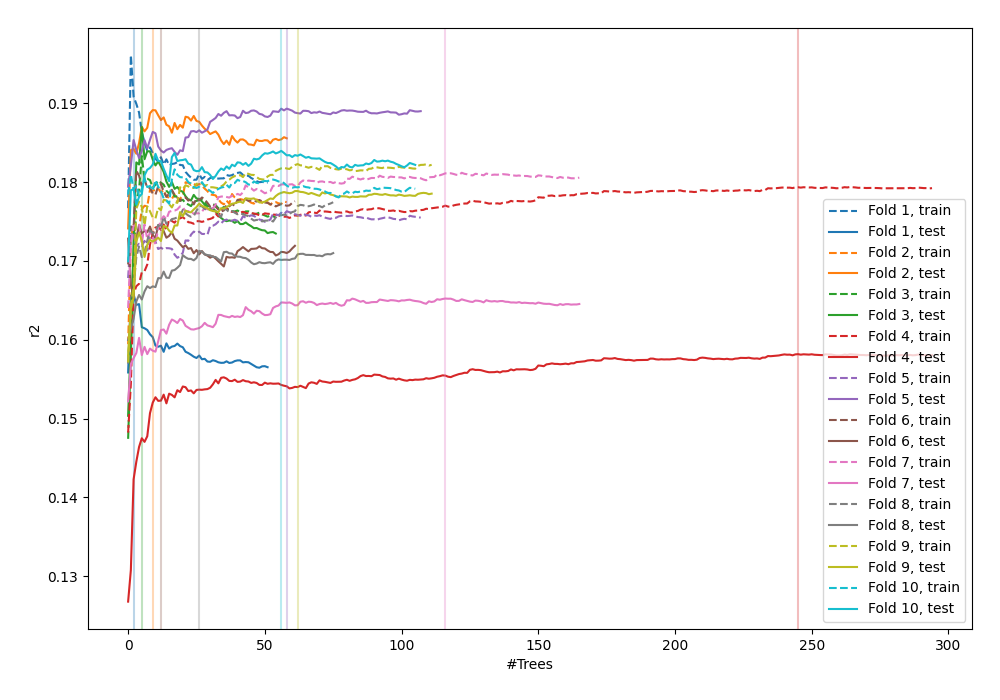 0.19
0.18
0.17
0.16
0.15
0.14
0.13
r2
0
50
100
150
200
250
300
#Trees
Fold 1, train
Fold 1, test
Fold 2, train
Fold 2, test
Fold 3, train
Fold 3, test
Fold 4, train
Fold 4, test
Fold 5, train
Fold 5, test
Fold 6, train
Fold 6, test
Fold 7, train
Fold 7, test
Fold 8, train
Fold 8, test
Fold 9, train
Fold 9, test
Fold 10, train
Fold 10, test